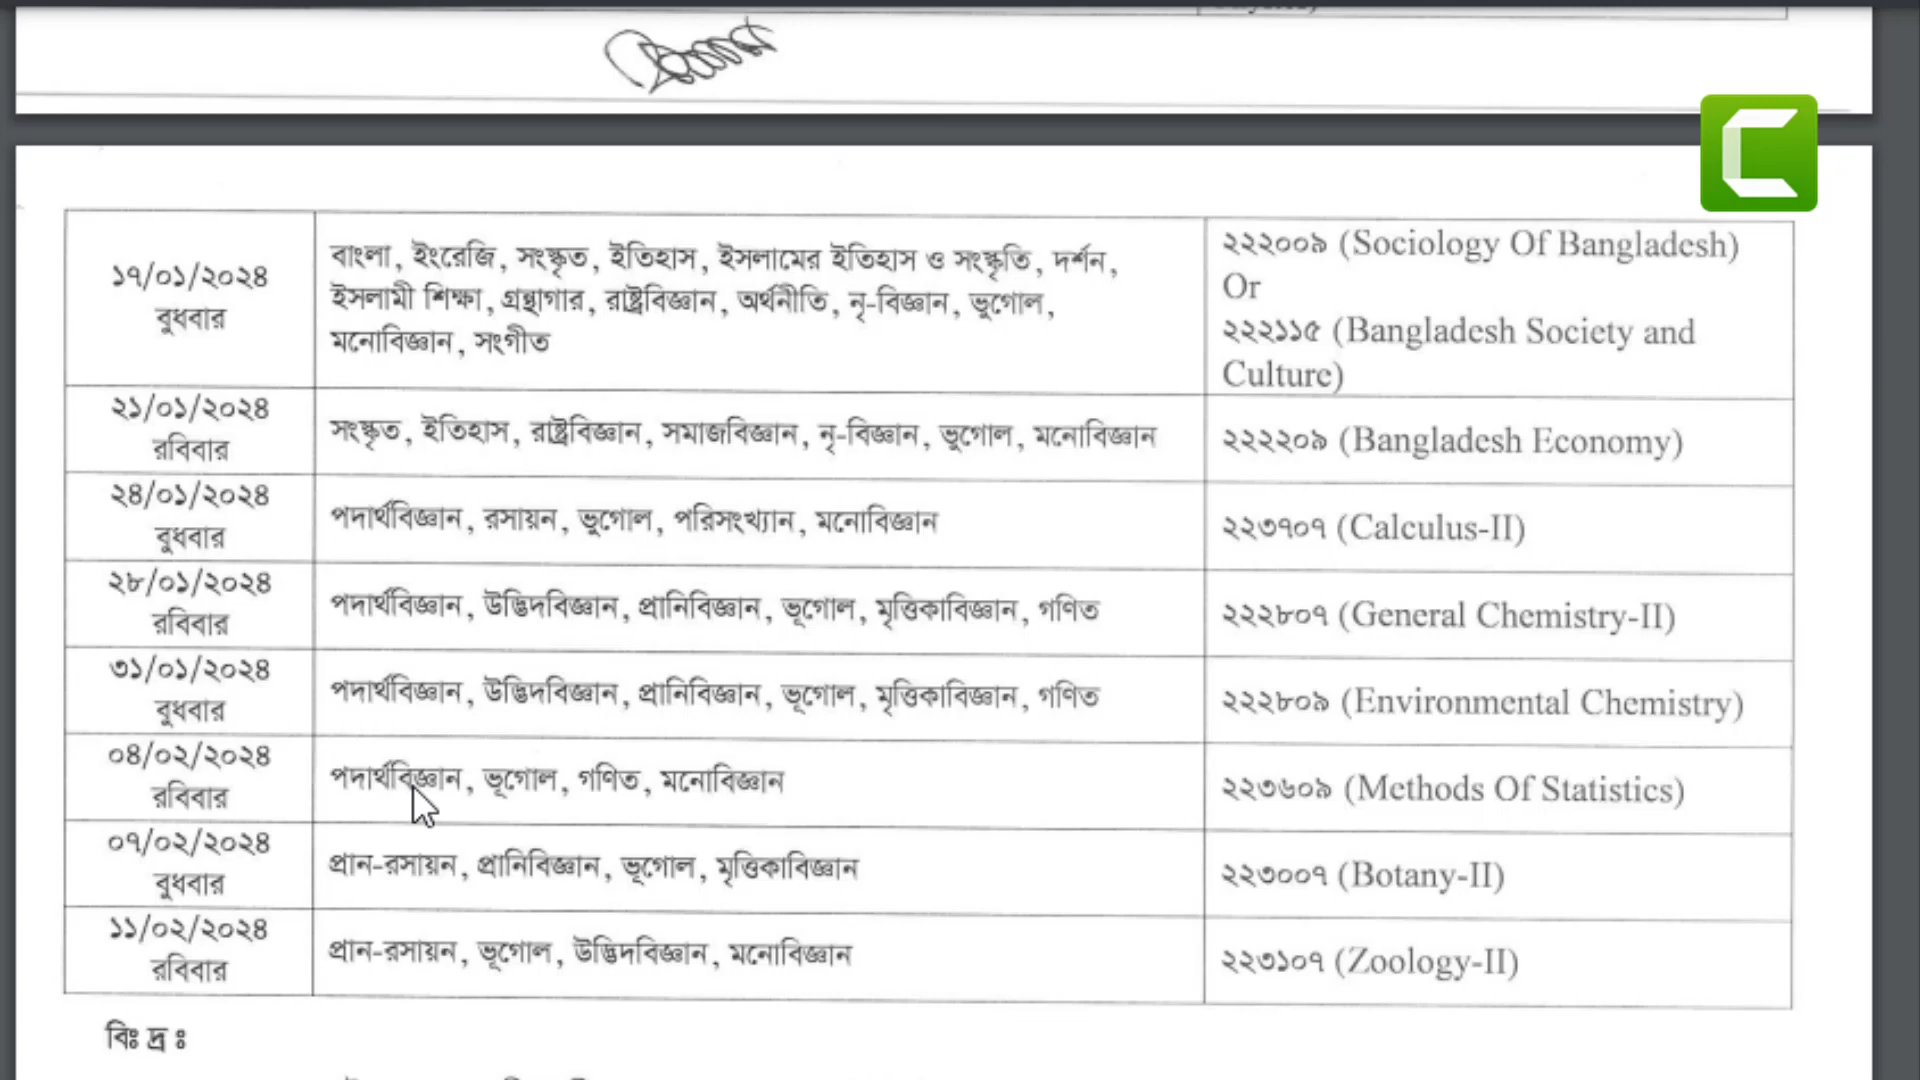 ১৭/০১/২০২৪
বুধবার
বাংলা, ইংরেজি, সংস্কৃত, ইতিহাস, ইসলামের ইতিহাস ও সংস্কৃতি, দর্শন,
ইসলামী শিক্ষা, গ্রন্থাগার, রাষ্ট্রবিজ্ঞান, অর্থনীতি, নৃ-বিজ্ঞান, ভুগোল,
মনোবিজ্ঞান, সংগীত
২২২০০৯ (Sociology Of Bangladesh)
Or
২২২১১৫ (Bangladesh Society and
Culture)
২১/০১/২০২৪
রবিবার
সংস্কৃত, ইতিহাস, রাষ্ট্রবিজ্ঞান, সমাজবিজ্ঞান, নৃ-বিজ্ঞান, ভুগোল, মনোবিজ্ঞান
২২২২০৯ (Bangladesh Economy)
২৪/০১/২০২৪
বুধবার
পদার্থবিজ্ঞান, রসায়ন, ভুগোল, পরিসংখ্যান, মনোবিজ্ঞান
২২৩৭০৭ (Calculus-II)
২৮/০১/২০২৪
রবিবার
পদার্থবিজ্ঞান, উদ্ভিদবিজ্ঞান, প্রানিবিজ্ঞান, ভূগোল, মৃত্তিকাবিজ্ঞান, গণিত
২২২৮০৭ (General Chemistry-II)
৩১/০১/২০২৪
বুধবার
পদার্থবিজ্ঞান, উদ্ভিদবিজ্ঞান, প্রানিবিজ্ঞান, ভূগোল, মৃত্তিকাবিজ্ঞান, গণিত
২২২৮০৯ (Environmental Chemistry)
০৪/০২/২০২৪
রবিবার
পদার্থবিজ্ঞান, ভূগোল, গণিত, মনোবিজ্ঞান
২২৩৬০৯ (Methods Of Statistics)
০৭/০২/২০২৪
বুধবার
প্রান-রসায়ন, প্রানিবিজ্ঞান, ভূগোল, মৃত্তিকাবিজ্ঞান
২২৩০০৭ (Botany-II)
১১/০২/২০২৪
রবিবার
প্রান-রসায়ন, ভূগোল, উদ্ভিদবিজ্ঞান, মনোবিজ্ঞান
২২৩১০৭ (Zoology-II)
বিঃ দ্র ঃ